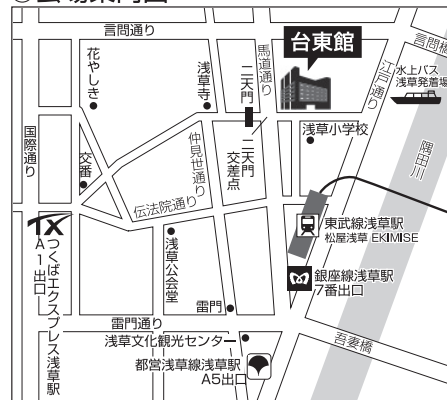 会場案内図
言問通り
台東館
言問橋
花やしき
浅草寺
二天門
馬道通り
江戸通り
水上バス
浅草発着場
国際通り
交番
仲見世通り
二天門
交差点
浅草小学校
隅田川
伝法院通り
TX
つくばエクスプレス浅草駅
A1出口
浅草公会堂
東武線浅草駅
松屋浅草 EKIMISE
銀座線浅草駅
7番出口
雷門
雷門通り
吾妻橋
浅草文化観光センター
都営浅草線浅草駅
A5出口